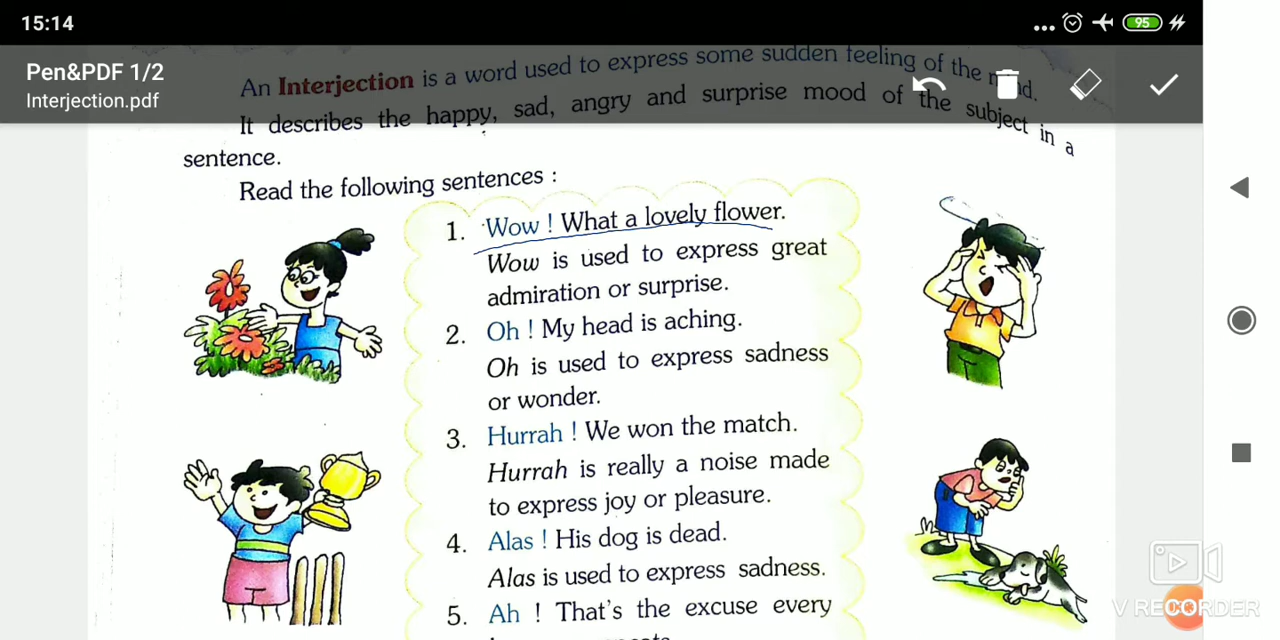 15:14
95
Pen&PDF 1/2
Interjection.pdf
An Interjection is a word used to express some sudden feeling of the
It describes the happy, sad, angry and surprise mood of the subject in a
sentence.
Read the following sentences :
1. Wow ! What a lovely flower.
Wow is used to express great
admiration or surprise.
2. Oh ! My head is aching.
Oh is used to express sadness
or wonder.
3. Hurrah ! We won the match.
Hurrah is really a noise made
to express joy or pleasure.
4. Alas ! His dog is dead.
Alas is used to express sadness.
5. Ah ! That's the excuse every
V RECORDER